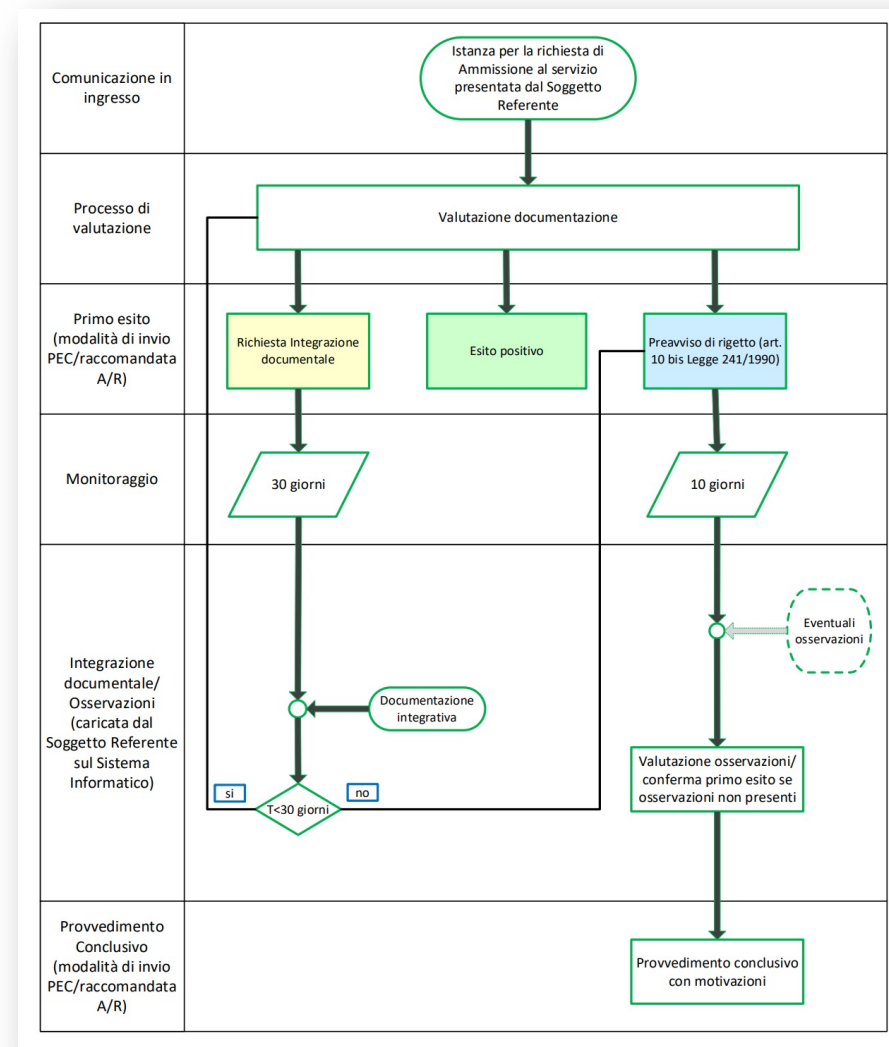 Comunicazione in
ingresso
Istanza per la richiesta di
Ammissione al servizio
presentata dal Soggetto
Referente
Processo di
valutazione
Valutazione documentazione
Primo esito
(modalità di invio
PEC/raccomandata
A/R)
Richiesta Integrazione
documentale
Esito positivo
Preavviso di rigetto (art.
10 bis Legge 241/1990)
Monitoraggio
30 giorni
10 giorni
Integrazione
documentale/
Osservazioni
(caricata dal
Soggetto Referente
sul Sistema
Informatico)
Eventuali
osservazioni
Documentazione
integrativa
Valutazione osservazioni/
conferma primo esito se
osservazioni non presenti
si
T<30 giorni
no
Provvedimento
Conclusivo
(modalità di invio
PEC/raccomandata
A/R)
Provvedimento conclusivo
con motivazioni